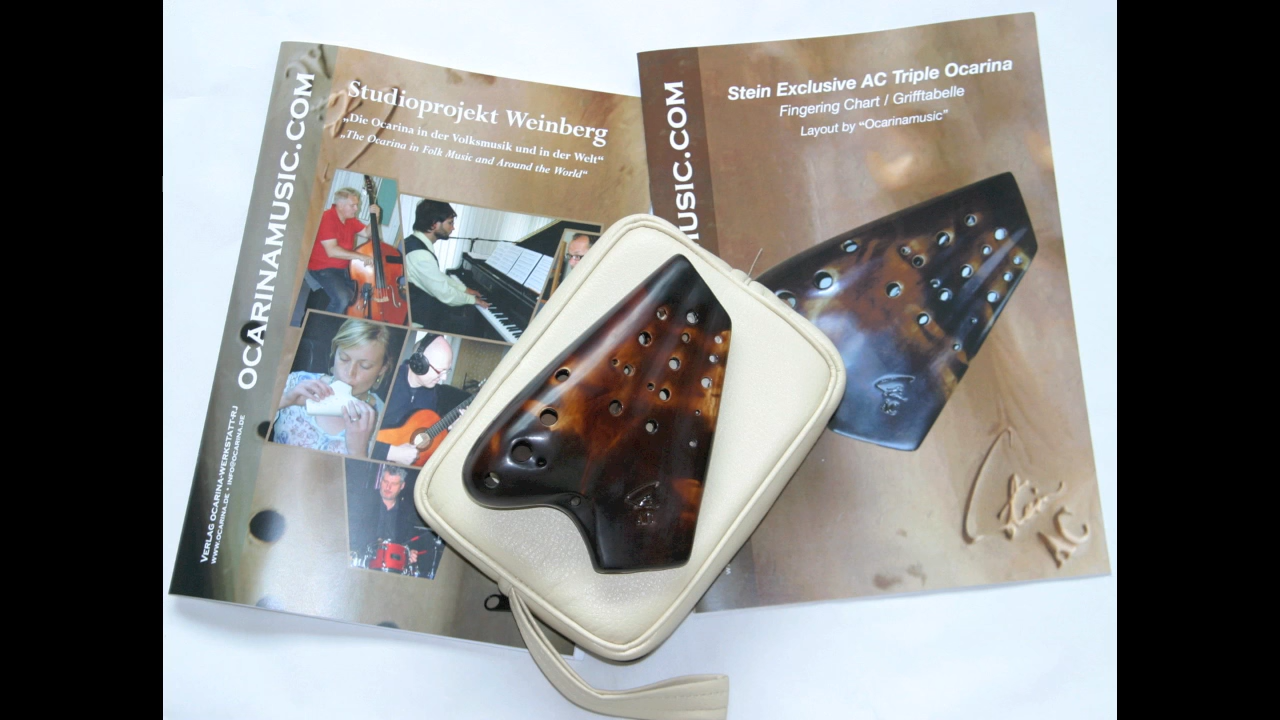 OCARINAMUSIC.COM
VERLAG OCARINA-WERKSTATT-RJ
WWW.OCARINA.DE • INFO@OCARINA.DE
Studioprojekt Weinberg
„Die Ocarina in der Volksmusik und in der Welt“
„The Ocarina in Folk Music and Around the World“
MUSIC.COM
Stein Exclusive AC Triple Ocarina
Fingering Chart / Grifftabelle
Layout by “Ocarinamusic”
Stein
AC